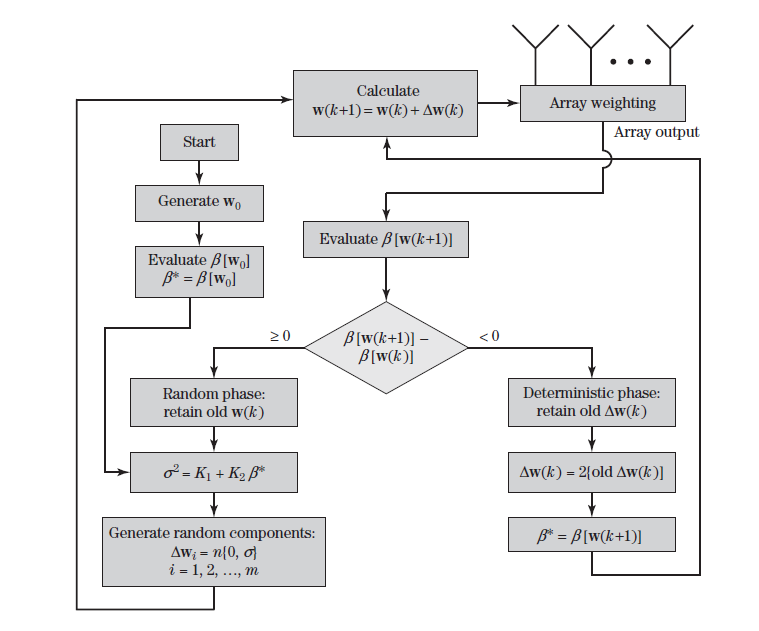 Calculate
w(k+1) = w(k) + Δw(k)
Array weighting
Array output
Start
Generate w₀
Evaluate β[w₀]
β* = β[w₀]
Evaluate β[w(k+1)]
≥ 0
β[w(k+1)] –
β[w(k)]
< 0
Random phase:
retain old w(k)
Deterministic phase:
retain old Δw(k)
σ² = K₁ + K₂ β*
Δw(k) = 2[old Δw(k)]
Generate random components:
Δwᵢ = n{0, σ}
i = 1, 2, …, m
β* = β[w(k+1)]